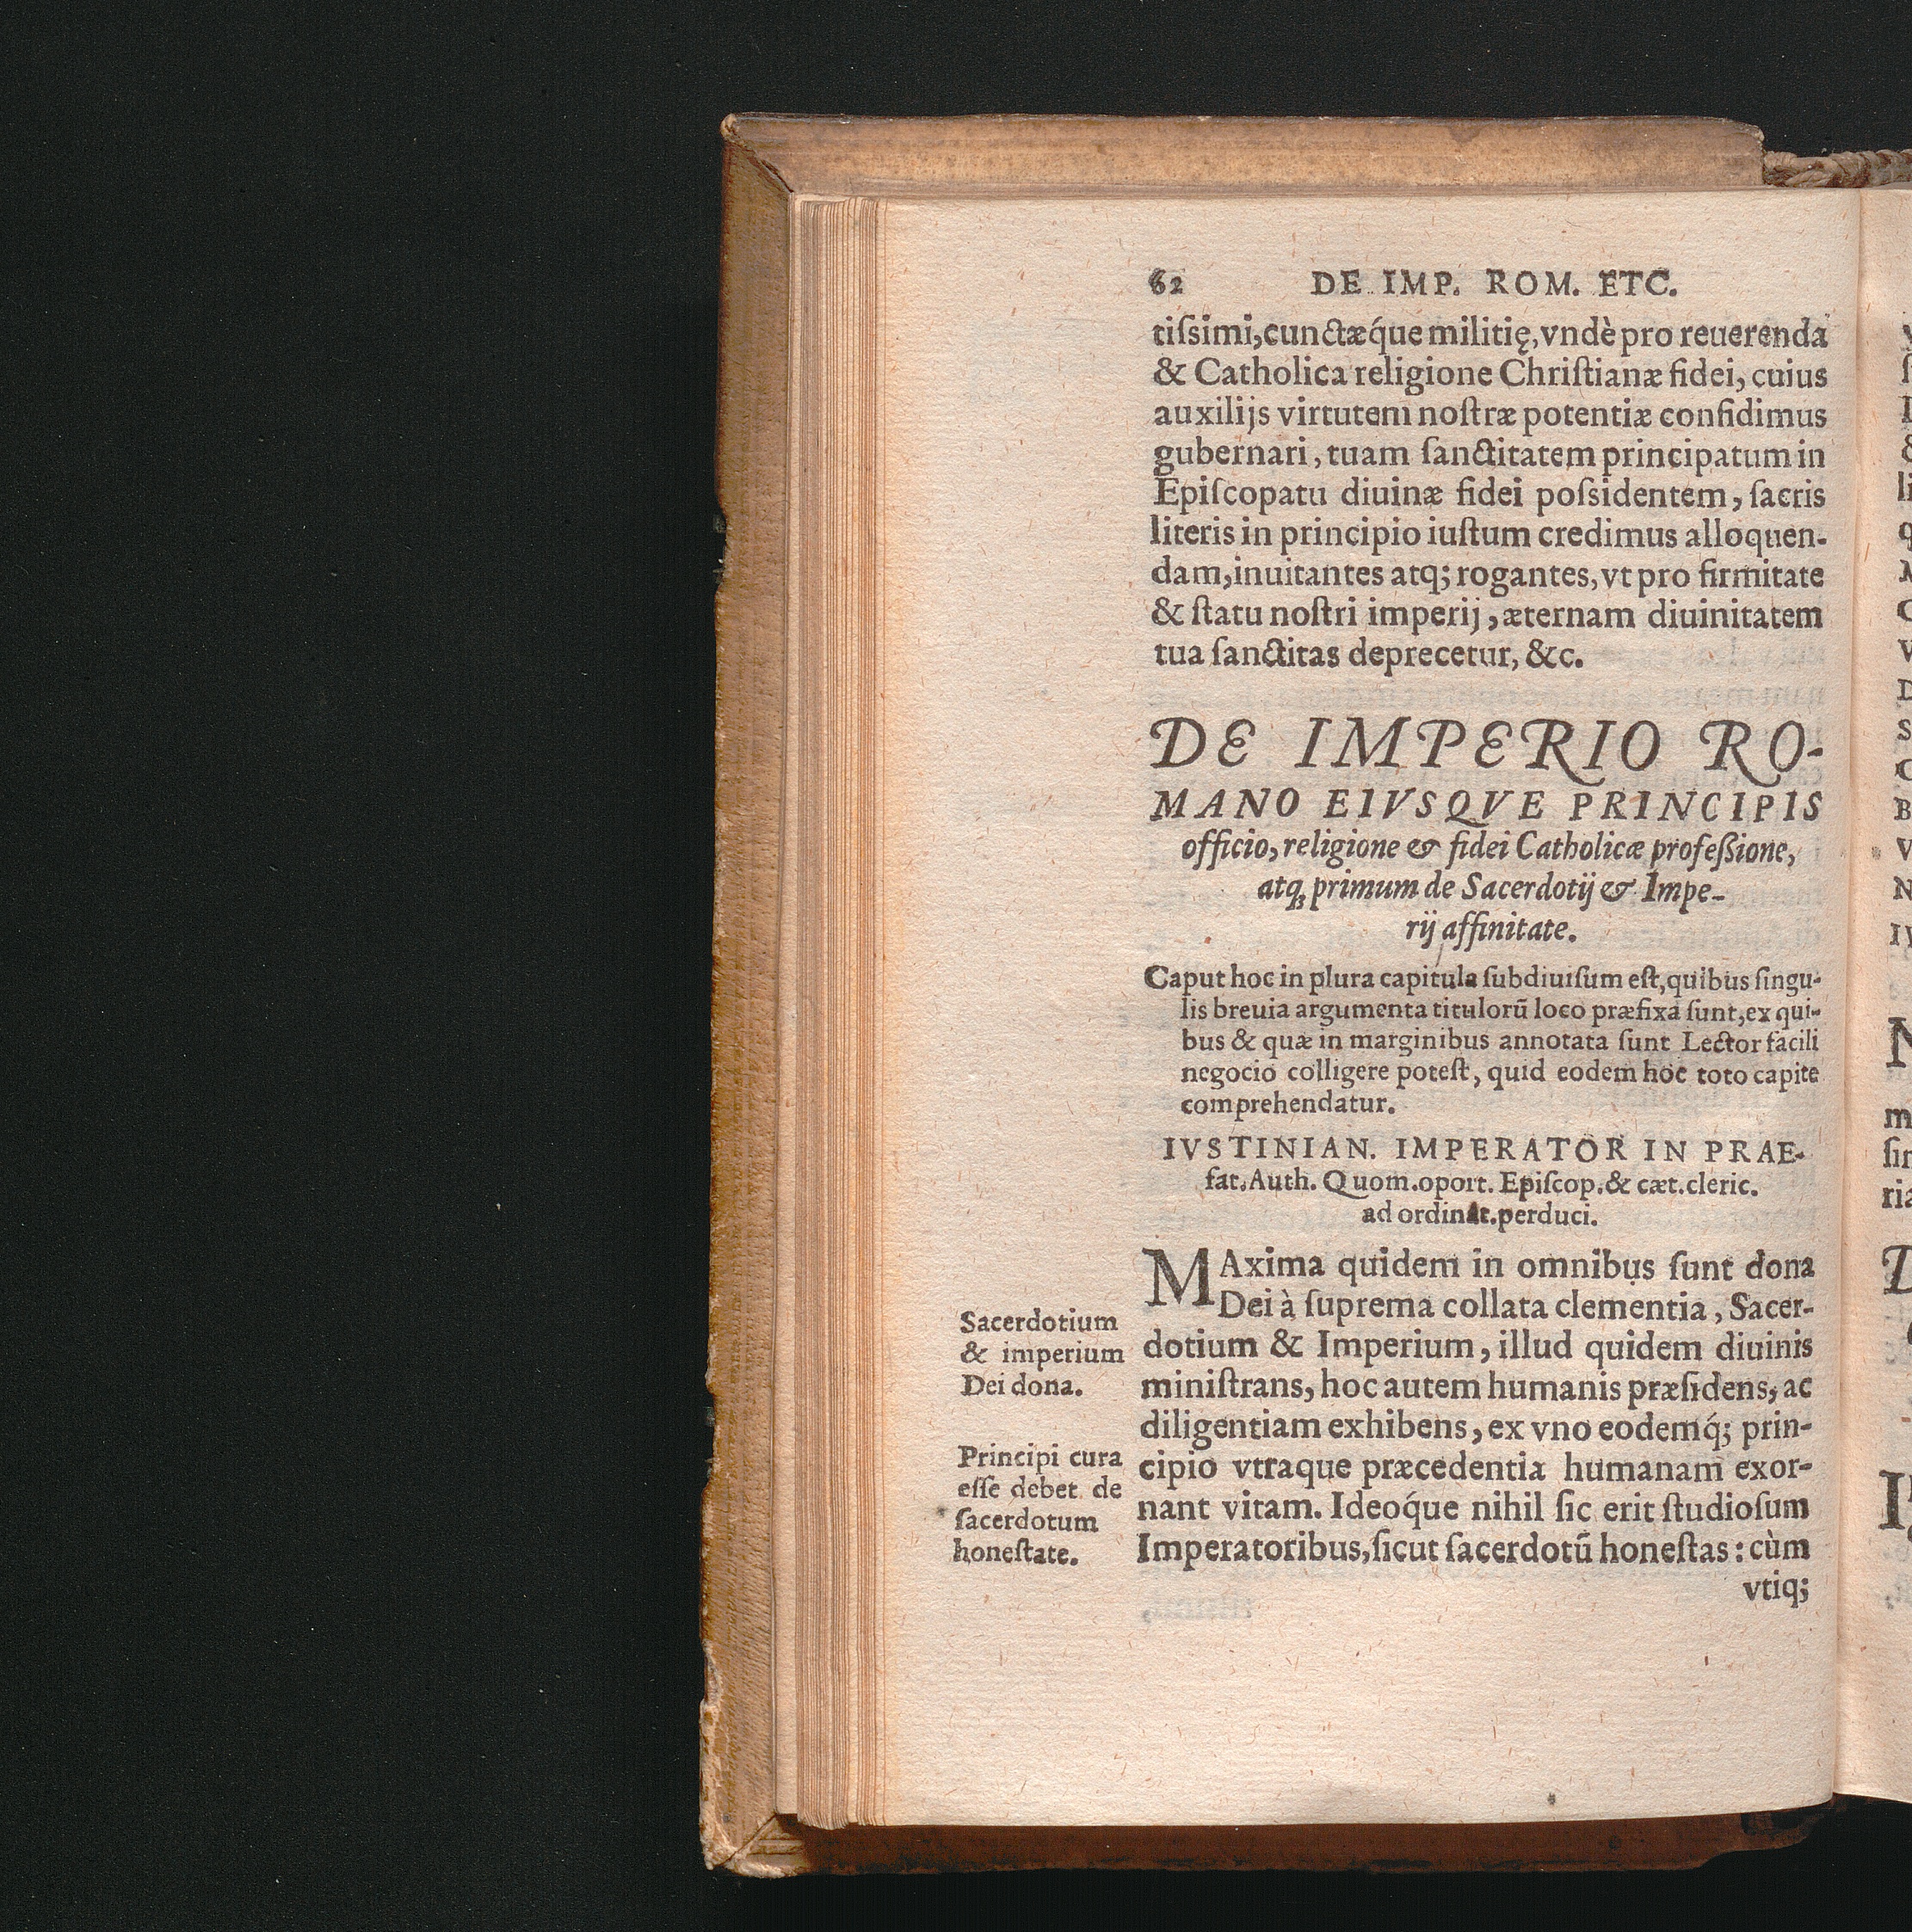 62 DE IMP. ROM. ETC.
tiſsimi, cunctæq́ue militię, vndè pro reuerenda
& Catholica religione Chriſtianæ fidei, cuius
auxilijs virtutem noſtræ potentiæ confidimus
gubernari, tuam ſanctitatem principatum in
Epiſcopatu diuinæ fidei poſsidentem, ſacris
literis in principio iuſtum credimus alloquen-
dam, inuitantes atq; rogantes, vt pro firmitate
& ſtatu noſtri imperij, æternam diuinitatem
tua ſanctitas deprecetur, &c.
DE IMPERIO RO-
MANO EIVSQVE PRINCIPIS
officio, religione & fidei Catholicæ profeßione,
atq; primum de Sacerdotij & Impe-
rij affinitate.
Caput hoc in plura capitula ſubdiuiſum eſt, quibus ſingu-
lis breuia argumenta titulorū loco præfixa ſunt, ex qui-
bus & quæ in marginibus annotata ſunt Lector facili
negocio colligere poteſt, quid eodem hoc toto capite
comprehendatur.
IVSTINIAN. IMPERATOR IN PRAE-
fat. Auth. Quom. oport. Epiſcop. & cæt. cleric.
ad ordinat. perduci.
MAxima quidem in omnibus ſunt dona
Dei à ſuprema collata clementia, Sacer-
dotium & Imperium, illud quidem diuinis
miniſtrans, hoc autem humanis præſidens, ac
diligentiam exhibens, ex vno eodemq́; prin-
cipio vtraque præcedentia humanam exor-
nant vitam. Ideoq́ue nihil ſic erit ſtudioſum
Imperatoribus, ſicut ſacerdotū honeſtas: cùm
vtiq;
Sacerdotium
& imperium
Dei dona.
Principi cura
eſſe debet de
ſacerdotum
honeſtate.